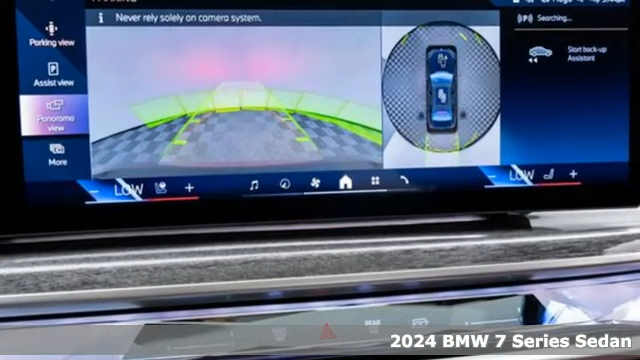 Never rely solely on camera system.
Searching...
Parking view
Assist view
Panorama
view
More
Start back-up
Assistant
LOW
LOW
REAR
2024 BMW 7 Series Sedan